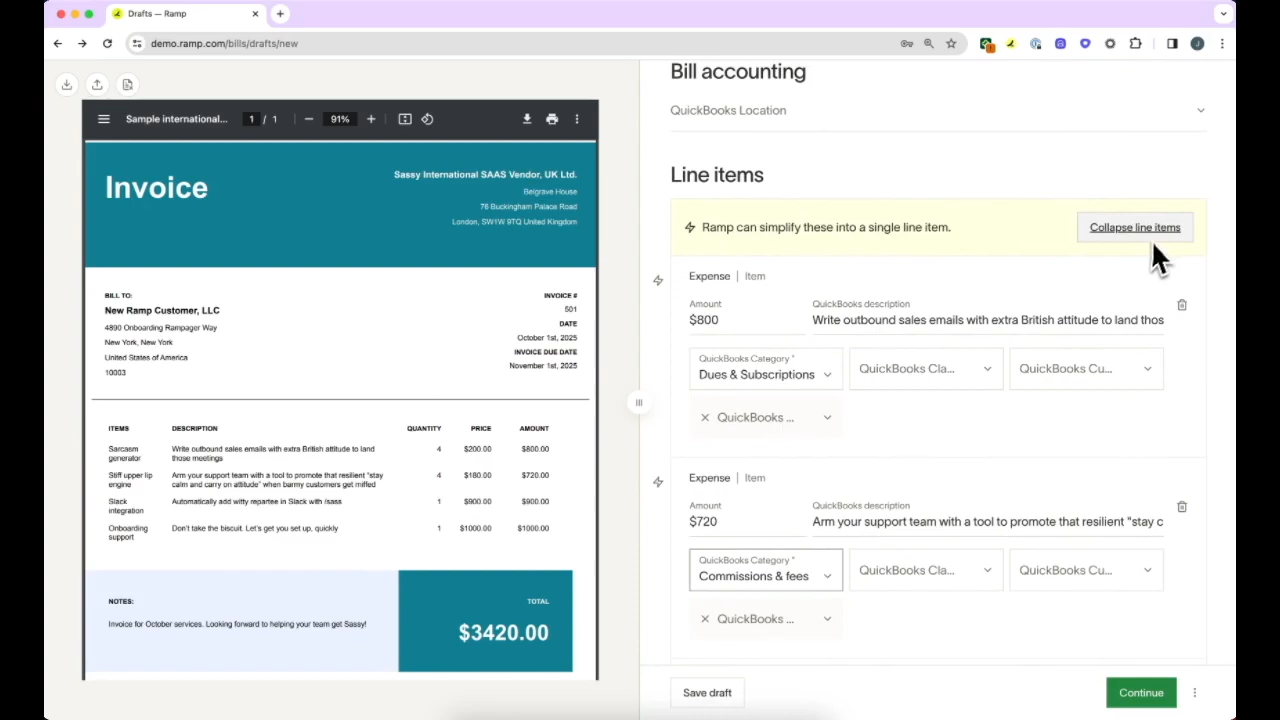 Drafts — Ramp
demo.ramp.com/bills/drafts/new
Sample international... 1 / 1 91%
Invoice
Sassy International SAAS Vendor, UK Ltd.
Belgrave House
76 Buckingham Palace Road
London, SW1W 9TQ United Kingdom
BILL TO:
New Ramp Customer, LLC
4890 Onboarding Rampager Way
New York, New York
United States of America
10003
INVOICE #
501
DATE
October 1st, 2025
INVOICE DUE DATE
November 1st, 2025
ITEMS DESCRIPTION QUANTITY PRICE AMOUNT
Sarcasm generator Write outbound sales emails with extra British attitude to land those meetings 4 $200.00 $800.00
Stiff upper lip engine Arm your support team with a tool to promote that resilient "stay calm and carry on attitude" when barmy customers get miffed 4 $180.00 $720.00
Slack integration Automatically add witty repartee in Slack with /sass 1 $900.00 $900.00
Onboarding support Don't take the biscuit. Let's get you set up, quickly 1 $1000.00 $1000.00
NOTES:
Invoice for October services. Looking forward to helping your team get Sassy!
TOTAL
$3420.00
Bill accounting
QuickBooks Location
Line items
Ramp can simplify these into a single line item. Collapse line items
Expense | Item
Amount QuickBooks description
$800 Write outbound sales emails with extra British attitude to land thos
QuickBooks Category *
Dues & Subscriptions QuickBooks Cla... QuickBooks Cu...
QuickBooks ...
Expense | Item
Amount QuickBooks description
$720 Arm your support team with a tool to promote that resilient "stay c
QuickBooks Category *
Commissions & fees QuickBooks Cla... QuickBooks Cu...
QuickBooks ...
Save draft Continue